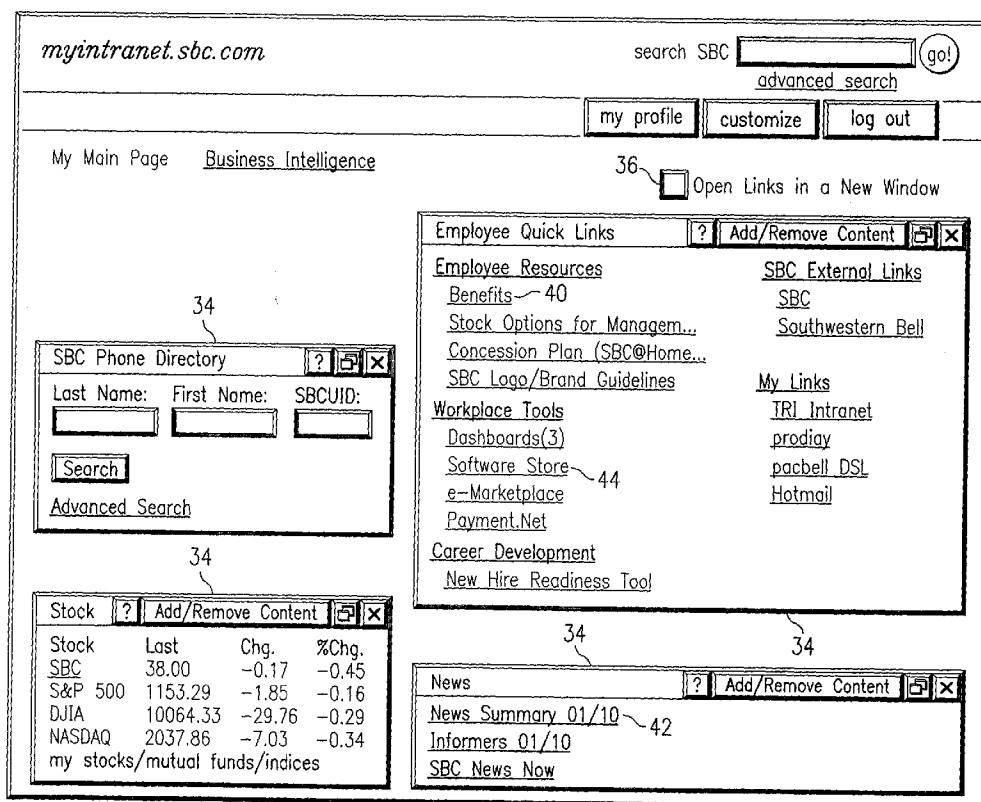 myintranet.sbc.com
search SBC go!
advanced search
my profile customize log out
My Main Page Business Intelligence
36 Open Links in a New Window
Employee Quick Links ? Add/Remove Content X
Employee Resources
Benefits 40
Stock Options for Managem...
Concession Plan (SBC@Home...
SBC Logo/Brand Guidelines
Workplace Tools
Dashboards(3)
Software Store 44
e-Marketplace
Payment.Net
Career Development
New Hire Readiness Tool
SBC External Links
SBC
Southwestern Bell
My Links
TRI Intranet
prodigy
pacbell DSL
Hotmail
34
34
SBC Phone Directory ? X
Last Name: First Name: SBCUID:
Search
Advanced Search
34
Stock ? Add/Remove Content X
Stock Last Chg. %Chg.
SBC 38.00 -0.17 -0.45
S&P 500 1153.29 -1.85 -0.16
DJIA 10064.33 -29.76 -0.29
NASDAQ 2037.86 -7.03 -0.34
my stocks/mutual funds/indices
34
News ? Add/Remove Content X
News Summary 01/10 42
Informers 01/10
SBC News Now